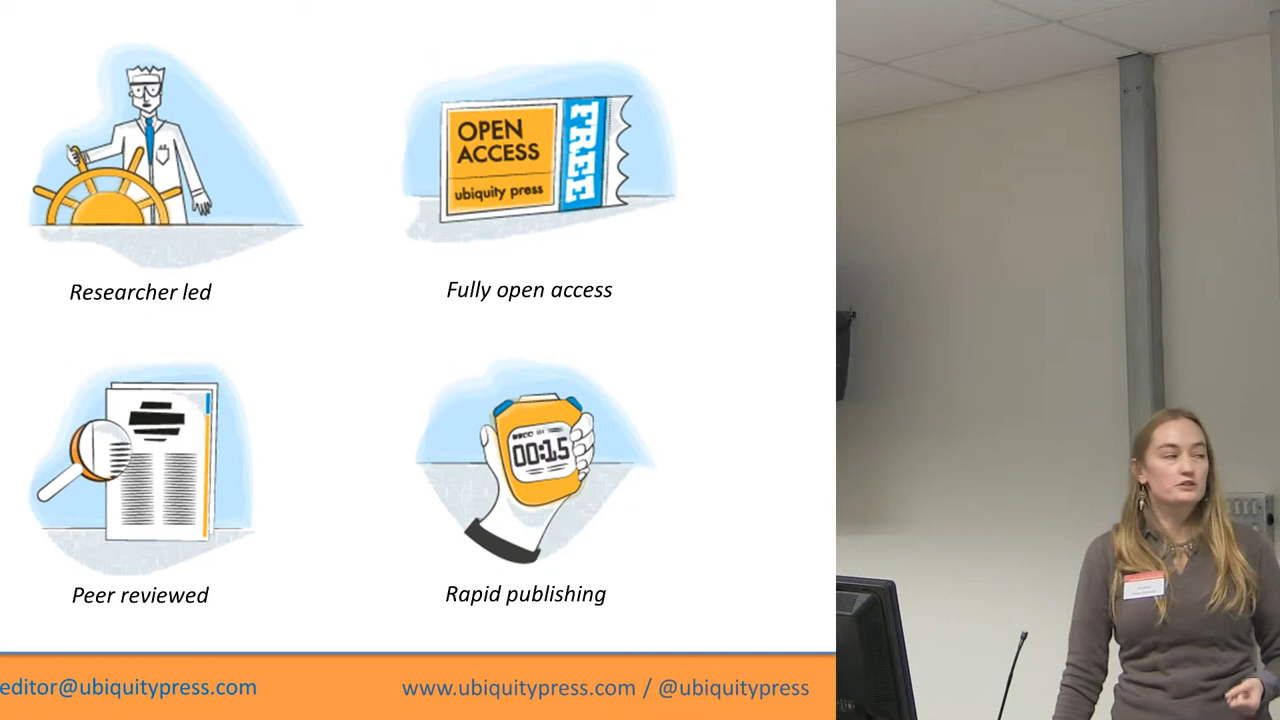 OPEN
ACCESS
ubiquity press
FREE
Researcher led
Fully open access
00:15
Peer reviewed
Rapid publishing
editor@ubiquitypress.com
www.ubiquitypress.com / @ubiquitypress